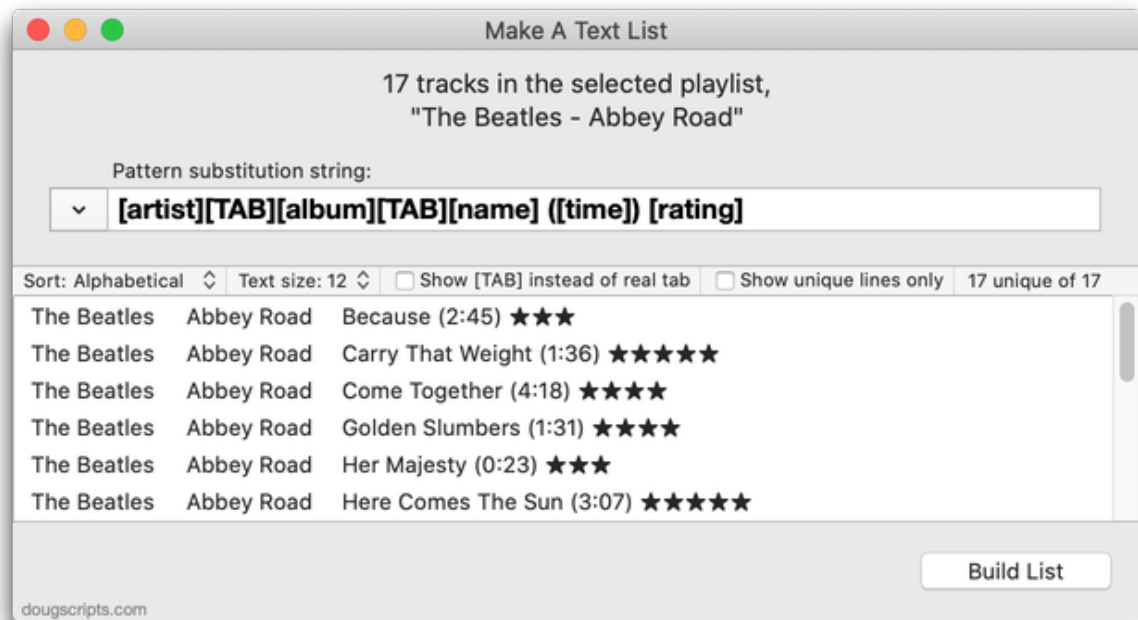 Make A Text List
17 tracks in the selected playlist,
"The Beatles - Abbey Road"
Pattern substitution string:
[artist][TAB][album][TAB][name] ([time]) [rating]
Sort: Alphabetical Text size: 12 Show [TAB] instead of real tab Show unique lines only 17 unique of 17
The Beatles Abbey Road Because (2:45) ★★★
The Beatles Abbey Road Carry That Weight (1:36) ★★★★★
The Beatles Abbey Road Come Together (4:18) ★★★★
The Beatles Abbey Road Golden Slumbers (1:31) ★★★★
The Beatles Abbey Road Her Majesty (0:23) ★★★
The Beatles Abbey Road Here Comes The Sun (3:07) ★★★★★
Build List
dougscripts.com